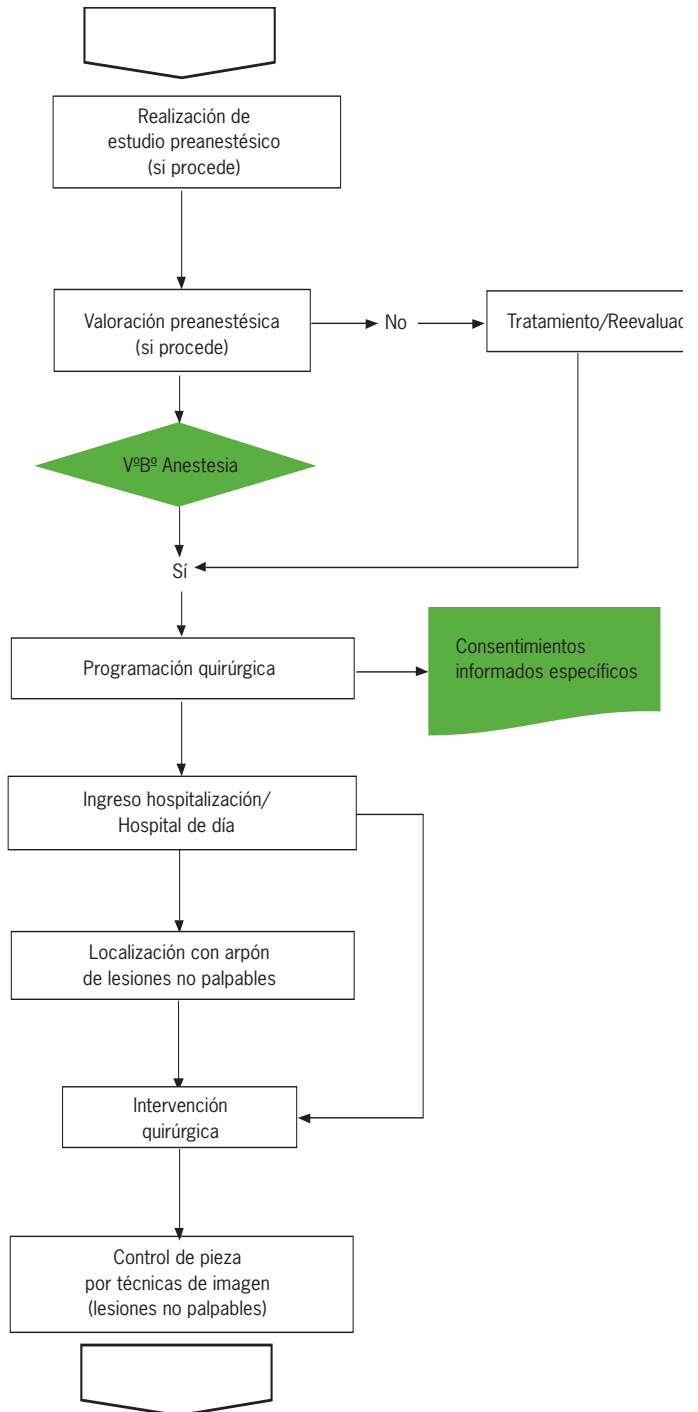 Realización de
estudio preanestésico
(si procede)
Valoración preanestésica
(si procede)
No
Tratamiento/Reevaluac
VºBº Anestesia
Sí
Programación quirúrgica
Consentimientos
informados específicos
Ingreso hospitalización/
Hospital de día
Localización con arpón
de lesiones no palpables
Intervención
quirúrgica
Control de pieza
por técnicas de imagen
(lesiones no palpables)